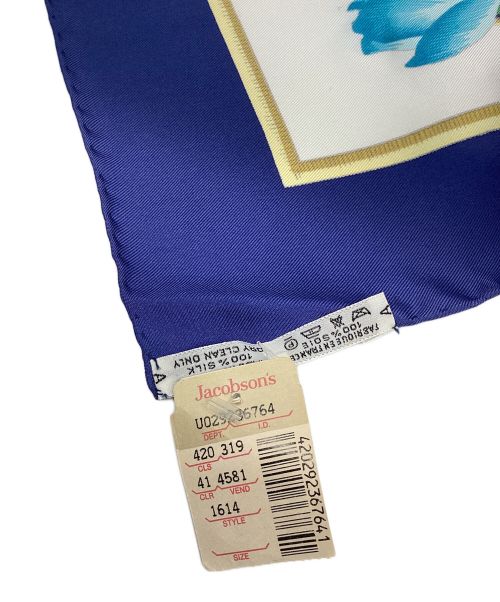 FABRIQUE EN FRANCE
100% SOIE
100% SILK
DRY CLEAN ONLY
Jacobson's
U029236764
DEPT. I.D.
420 319
CLS
41 4581
CLR VEND
1614
STYLE
SIZE
420292367641